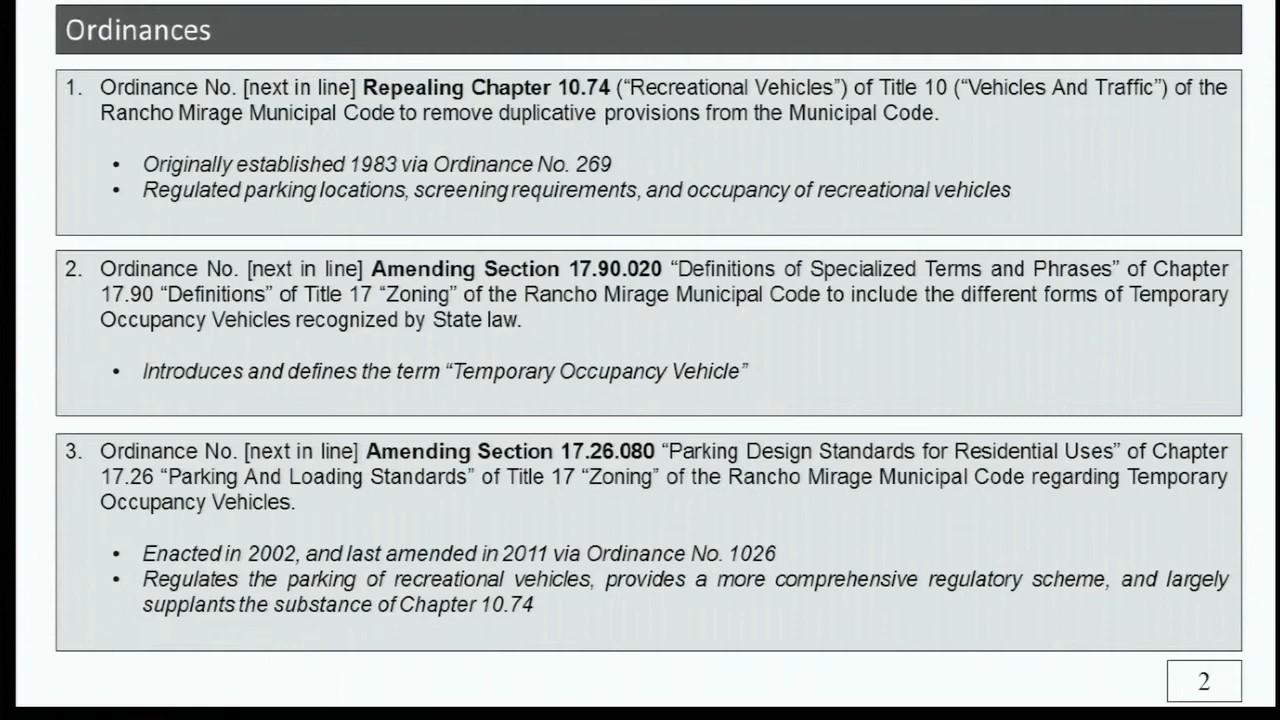 Ordinances
1. Ordinance No. [next in line] Repealing Chapter 10.74 (“Recreational Vehicles”) of Title 10 (“Vehicles And Traffic”) of the
Rancho Mirage Municipal Code to remove duplicative provisions from the Municipal Code.
• Originally established 1983 via Ordinance No. 269
• Regulated parking locations, screening requirements, and occupancy of recreational vehicles
2. Ordinance No. [next in line] Amending Section 17.90.020 “Definitions of Specialized Terms and Phrases” of Chapter
17.90 “Definitions” of Title 17 “Zoning” of the Rancho Mirage Municipal Code to include the different forms of Temporary
Occupancy Vehicles recognized by State law.
• Introduces and defines the term “Temporary Occupancy Vehicle”
3. Ordinance No. [next in line] Amending Section 17.26.080 “Parking Design Standards for Residential Uses” of Chapter
17.26 “Parking And Loading Standards” of Title 17 “Zoning” of the Rancho Mirage Municipal Code regarding Temporary
Occupancy Vehicles.
• Enacted in 2002, and last amended in 2011 via Ordinance No. 1026
• Regulates the parking of recreational vehicles, provides a more comprehensive regulatory scheme, and largely
supplants the substance of Chapter 10.74
2